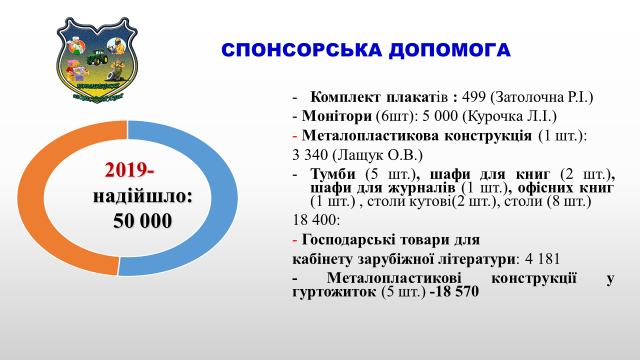 СПОНСОРСЬКА ДОПОМОГА
- Комплект плакатів : 499 (Затолочна Р.І.)
- Монітори (6шт): 5 000 (Курочка Л.І.)
- Металопластикова конструкція (1 шт.):
3 340 (Лащук О.В.)
- Тумби (5 шт.), шафи для книг (2 шт.),
шафи для журналів (1 шт.), офісних книг
(1 шт.) , столи кутові(2 шт.), столи (8 шт.)
18 400:
- Господарські товари для
кабінету зарубіжної літератури: 4 181
- Металопластикові конструкції у
гуртожиток (5 шт.) -18 570
2019-
надійшло:
50 000